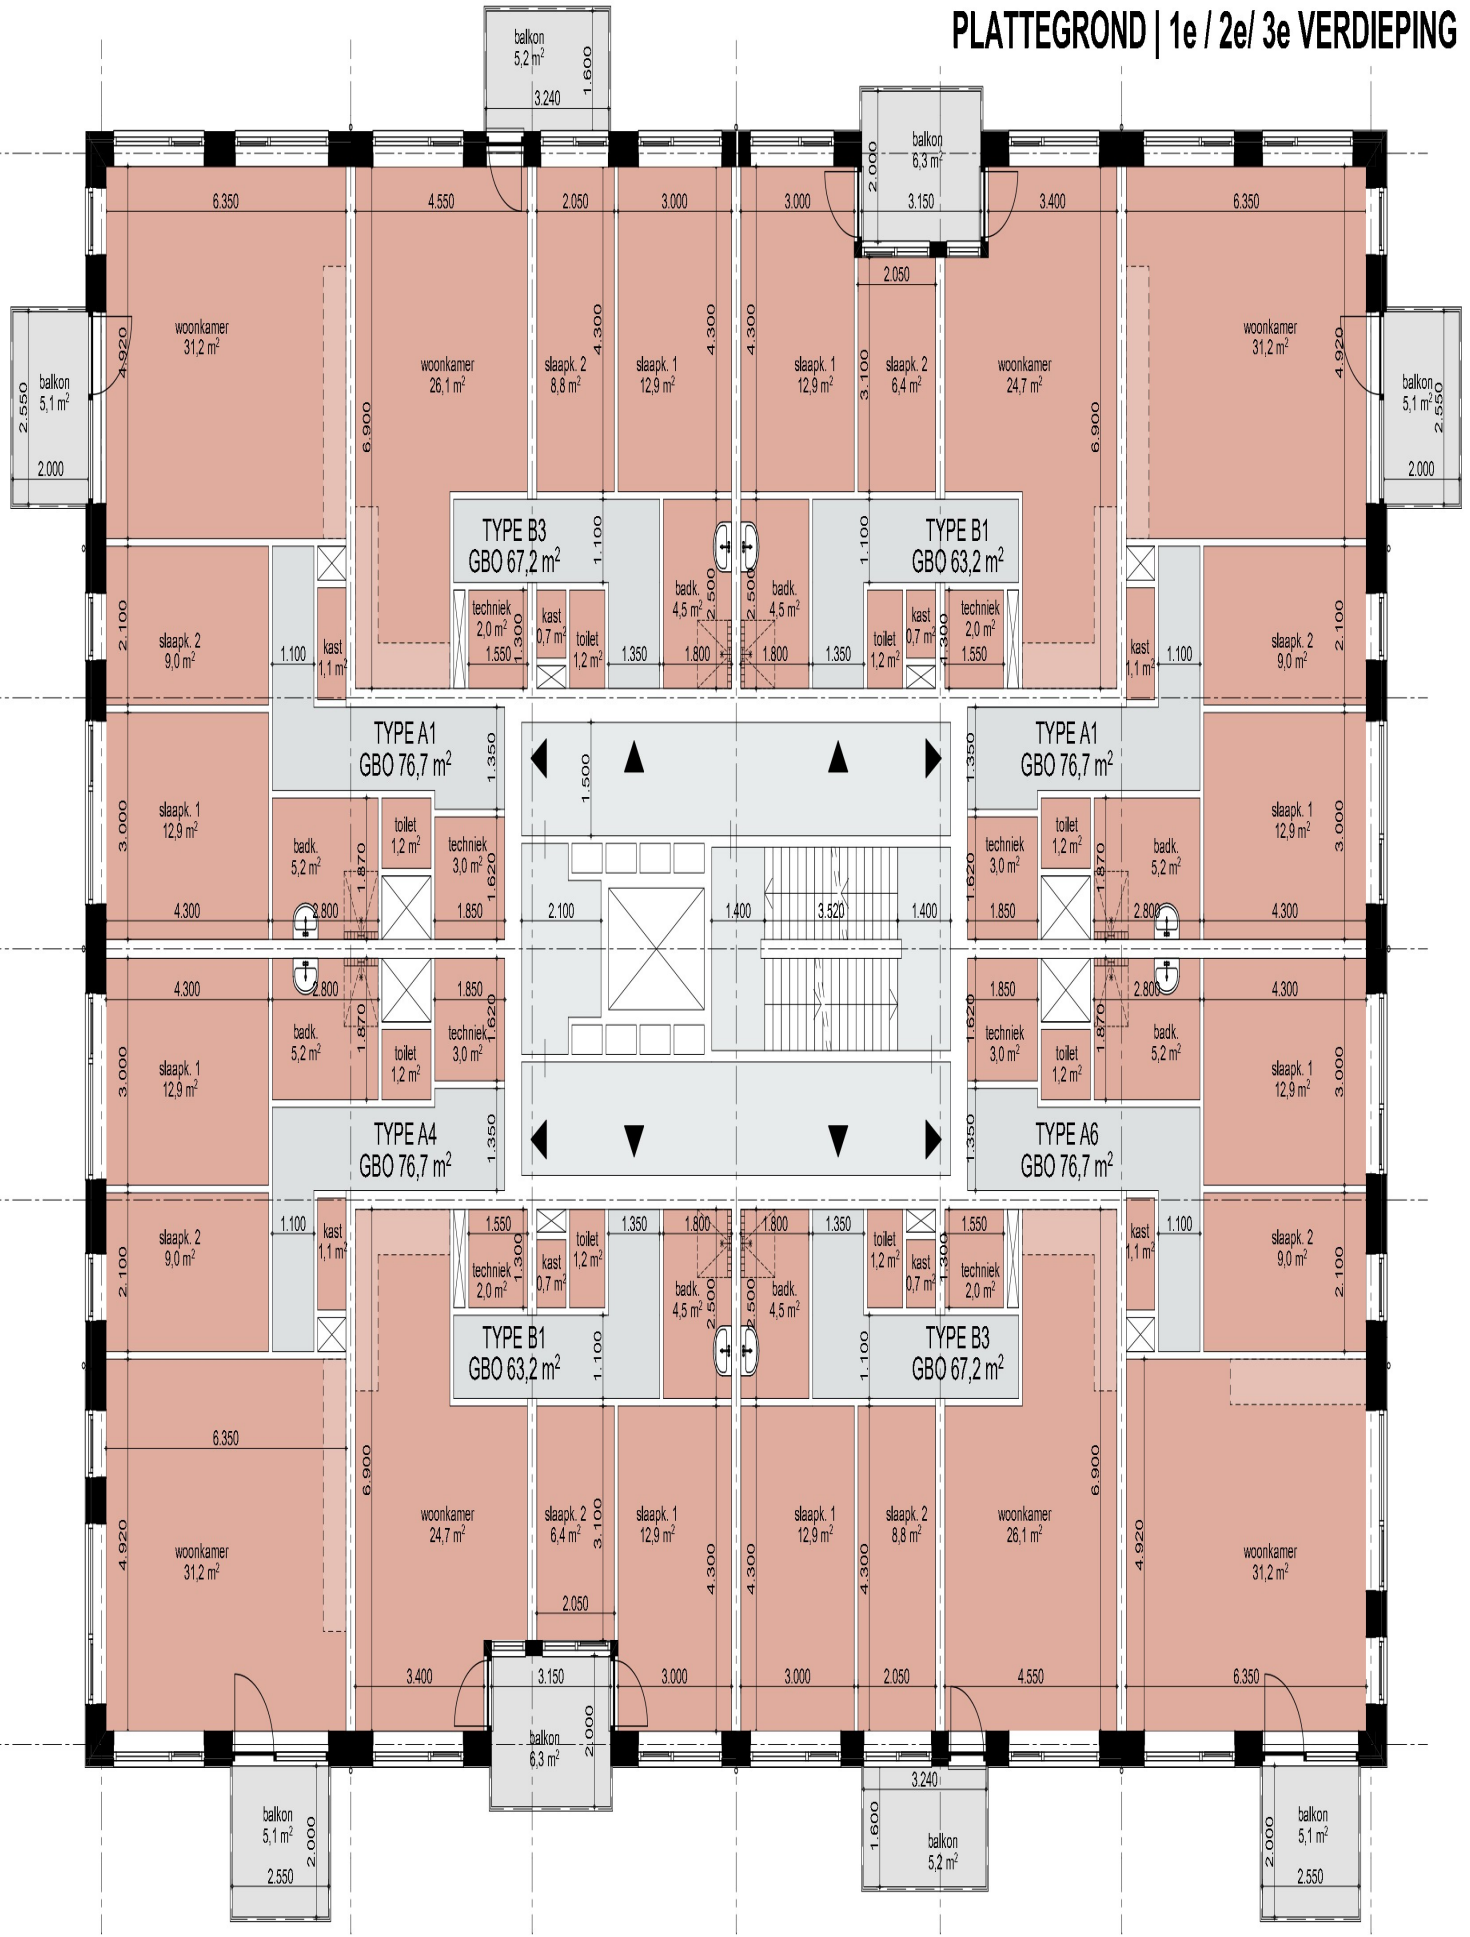 PLATTEGROND | 1e / 2e/ 3e VERDIEPING
balkon
5,2 m²
1.600
3.240
balkon
6,3 m²
2.000
3.150
6.350
4.550
2.050
3.000
3.000
3.400
6.350
2.050
woonkamer
31,2 m²
4.920
balkon
5,1 m²
2.550
2.000
woonkamer
26,1 m²
6.900
slaapk. 2
8,8 m²
4.300
slaapk. 1
12,9 m²
4.300
4.300
slaapk. 1
12,9 m²
3.100
slaapk. 2
6,4 m²
woonkamer
24,7 m²
6.900
woonkamer
31,2 m²
4.920
balkon
5,1 m²
2.550
2.000
TYPE B3
GBO 67,2 m²
1.100
TYPE B1
GBO 63,2 m²
1.100
techniek
2,0 m²
1.550
1.300
kast
0,7 m²
toilet
1,2 m²
1.350
badk.
4,5 m²
2.500
1.800
badk.
4,5 m²
2.500
1.800
1.350
toilet
1,2 m²
kast
0,7 m²
techniek
2,0 m²
1.300
1.550
slaapk. 2
9,0 m²
2.100
1.100
kast
1,1 m²
kast
1,1 m²
1.100
slaapk. 2
9,0 m²
2.100
TYPE A1
GBO 76,7 m²
1.350
1.500
TYPE A1
GBO 76,7 m²
1.350
slaapk. 1
12,9 m²
3.000
4.300
badk.
5,2 m²
1.870
2.800
toilet
1,2 m²
techniek
3,0 m²
1.620
1.850
2.100
1.400
3.520
1.400
techniek
3,0 m²
1.620
1.850
toilet
1,2 m²
badk.
5,2 m²
1.870
2.800
slaapk. 1
12,9 m²
3.000
4.300
4.300
slaapk. 1
12,9 m²
3.000
2.800
badk.
5,2 m²
1.870
toilet
1,2 m²
1.850
techniek
3,0 m²
1.620
1.850
techniek
3,0 m²
1.620
toilet
1,2 m²
2.800
badk.
5,2 m²
1.870
4.300
slaapk. 1
12,9 m²
3.000
TYPE A4
GBO 76,7 m²
1.350
TYPE A6
GBO 76,7 m²
1.350
slaapk. 2
9,0 m²
2.100
1.100
kast
1,1 m²
kast
1,1 m²
1.100
slaapk. 2
9,0 m²
2.100
1.550
techniek
2,0 m²
1.300
kast
0,7 m²
toilet
1,2 m²
1.350
1.800
badk.
4,5 m²
2.500
1.800
badk.
4,5 m²
2.500
1.350
toilet
1,2 m²
kast
0,7 m²
1.550
techniek
2,0 m²
1.300
TYPE B1
GBO 63,2 m²
1.100
TYPE B3
GBO 67,2 m²
1.100
6.350
woonkamer
31,2 m²
4.920
woonkamer
24,7 m²
6.900
slaapk. 2
6,4 m²
3.100
2.050
slaapk. 1
12,9 m²
4.300
4.300
slaapk. 1
12,9 m²
4.300
slaapk. 2
8,8 m²
woonkamer
26,1 m²
6.900
4.920
woonkamer
31,2 m²
3.400
3.150
3.000
3.000
2.050
4.550
6.350
balkon
6,3 m²
2.000
balkon
5,1 m²
2.000
2.550
3.240
1.600
balkon
5,2 m²
balkon
5,1 m²
2.000
2.550